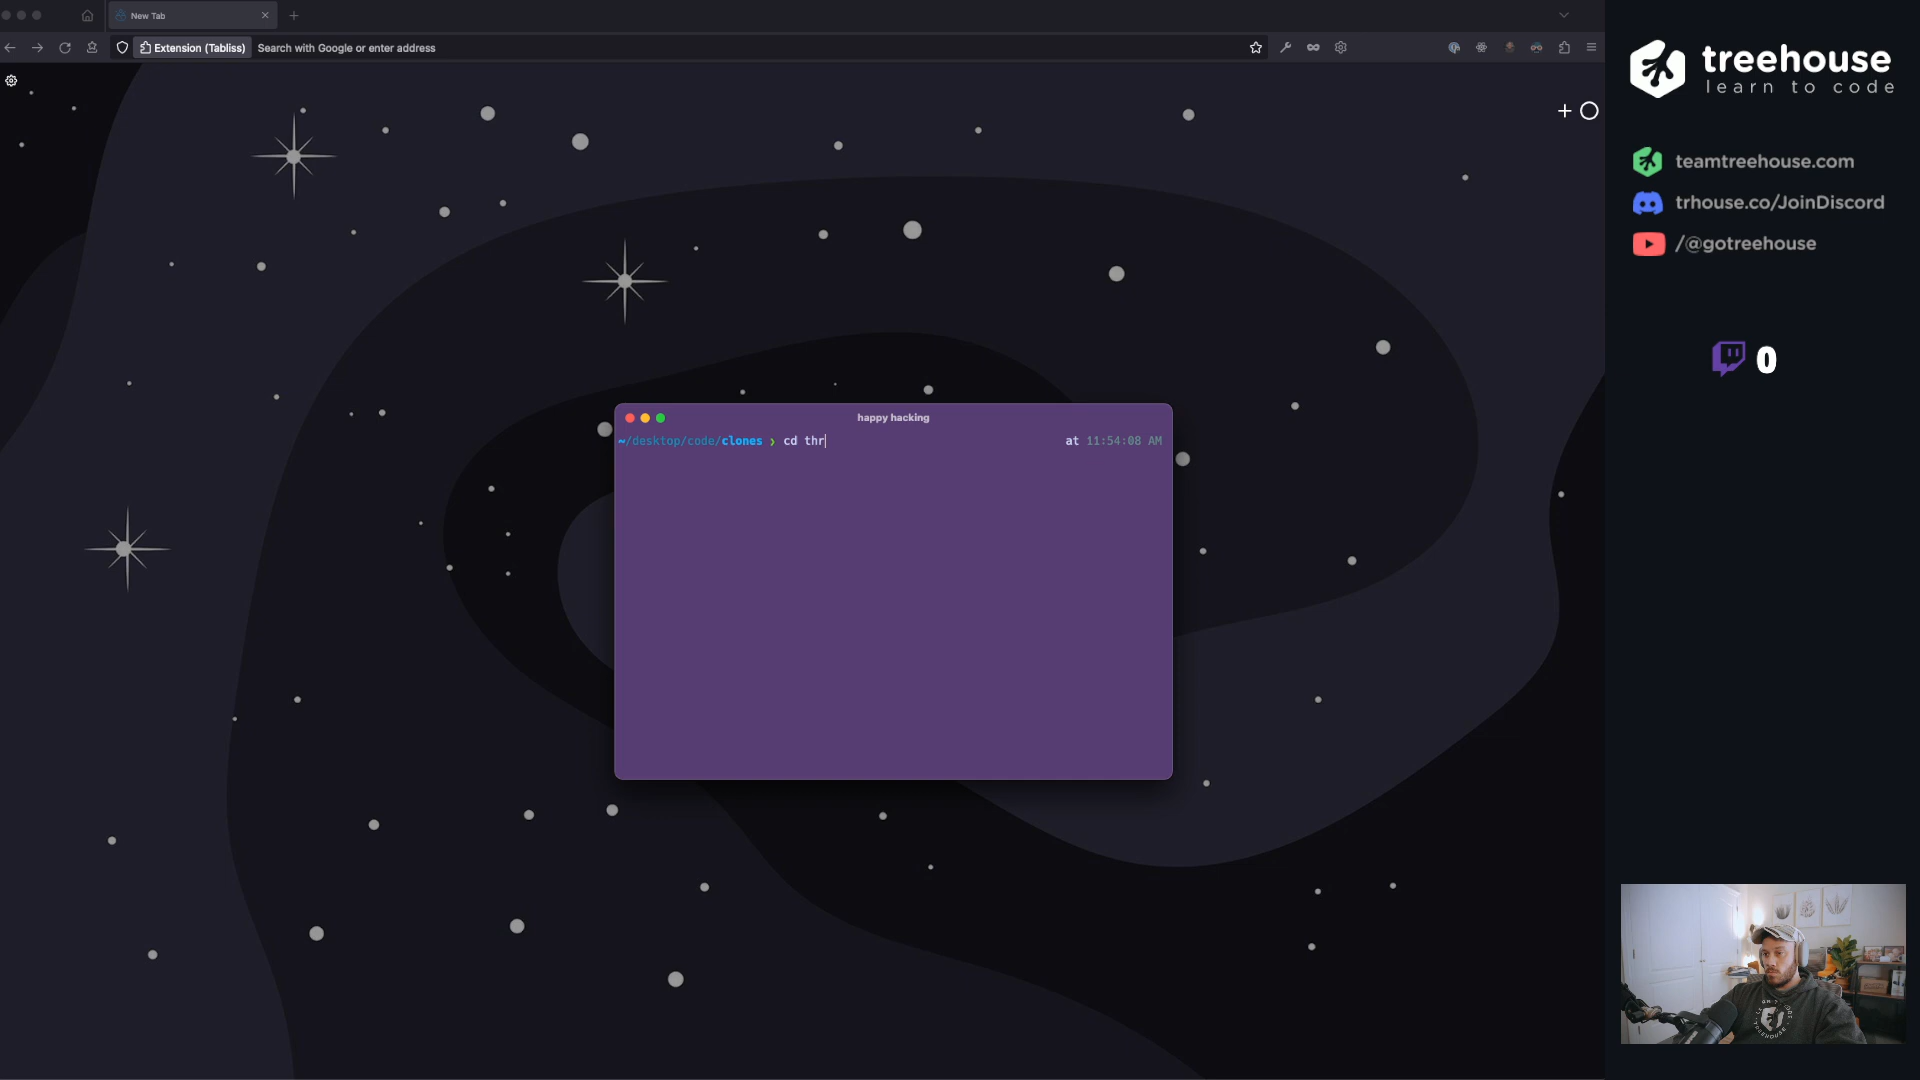 New Tab
Extension (Tabliss) Search with Google or enter address
happy hacking
~/desktop/code/clones ❯ cd thr at 11:54:08 AM
treehouse
learn to code
teamtreehouse.com
trhouse.co/JoinDiscord
/@gotreehouse
0